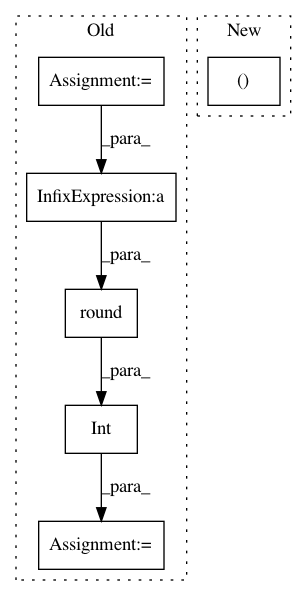 Old
New
Assignment:=
()
_para_
InfixExpression:a
_para_
round
_para_
Int
_para_
Assignment:=